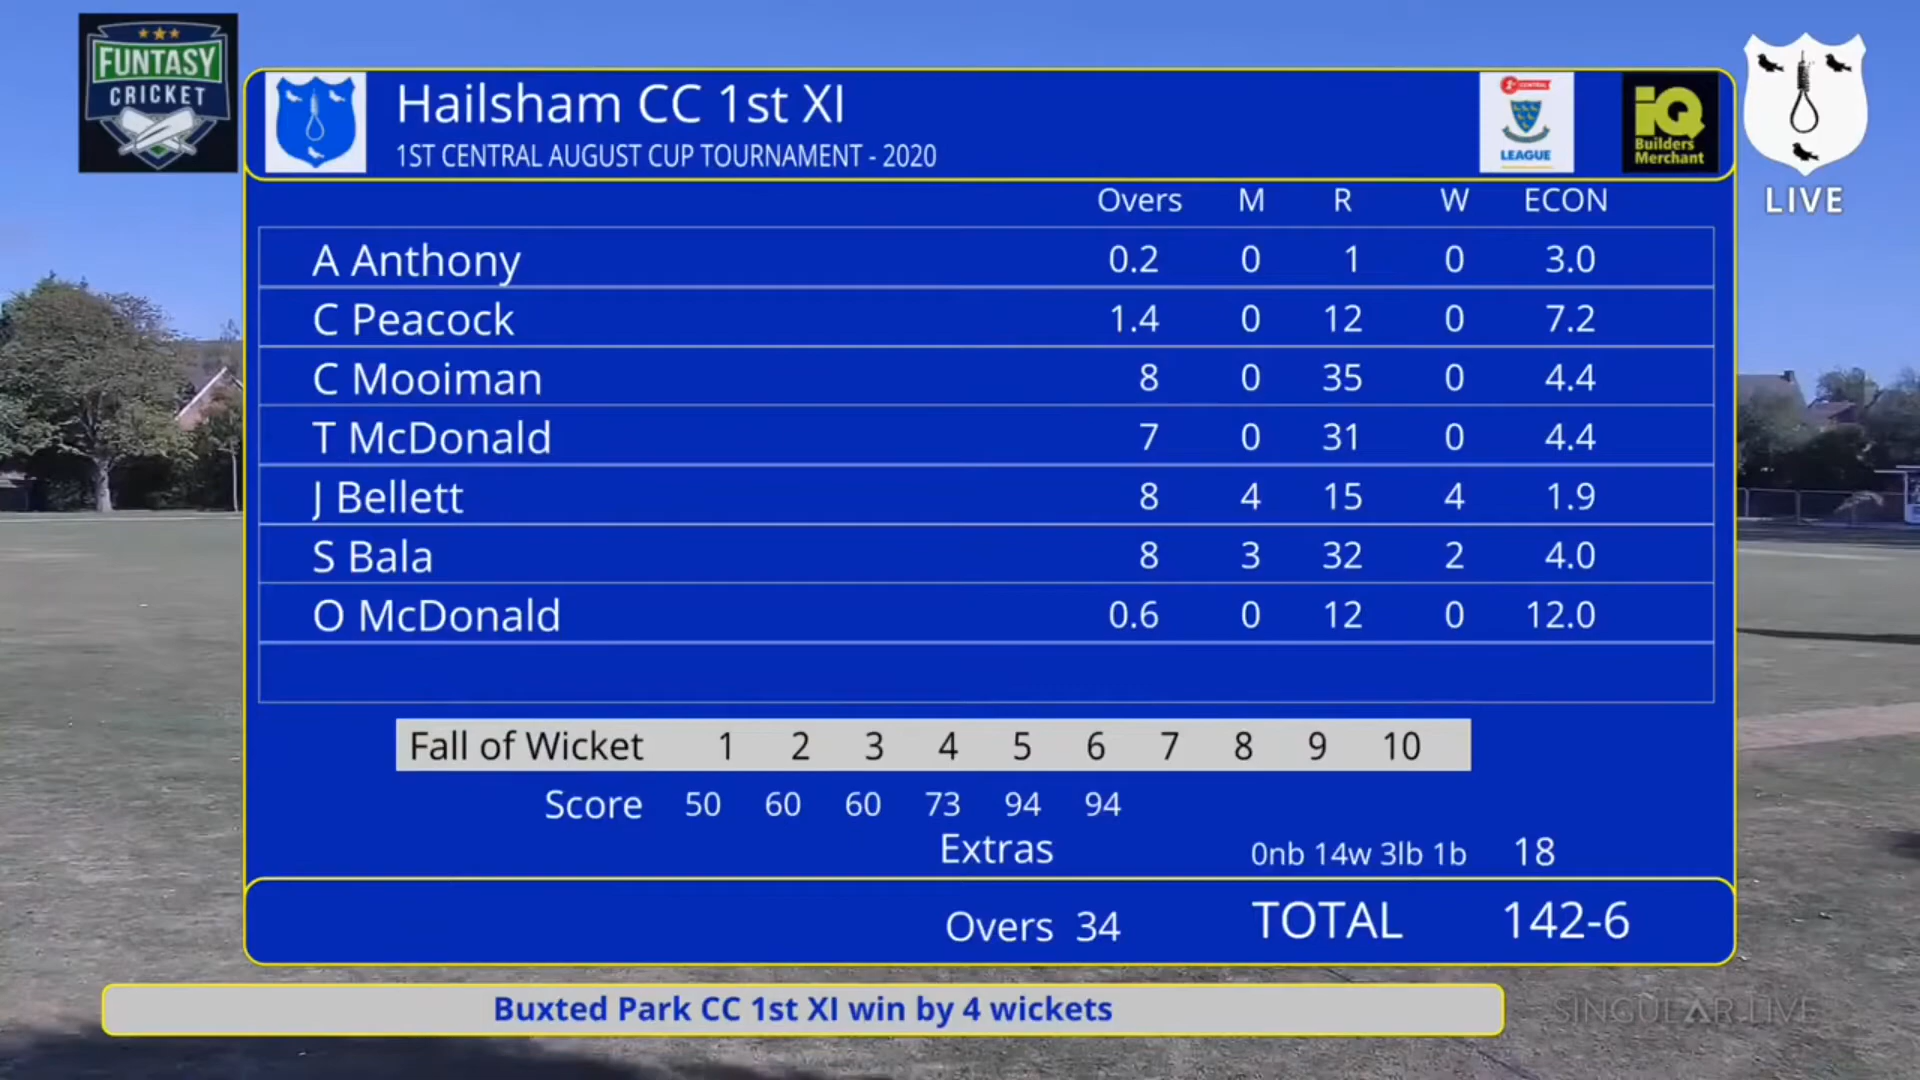 FUNTASY
CRICKET
Hailsham CC 1st XI
1ST CENTRAL AUGUST CUP TOURNAMENT - 2020
1st CENTRAL
LEAGUE
iQ
Builders
Merchant
LIVE
Overs M R W ECON
A Anthony 0.2 0 1 0 3.0
C Peacock 1.4 0 12 0 7.2
C Mooiman 8 0 35 0 4.4
T McDonald 7 0 31 0 4.4
J Bellett 8 4 15 4 1.9
S Bala 8 3 32 2 4.0
O McDonald 0.6 0 12 0 12.0
Fall of Wicket 1 2 3 4 5 6 7 8 9 10
Score 50 60 60 73 94 94
Extras 0nb 14w 3lb 1b 18
Overs 34 TOTAL 142-6
Buxted Park CC 1st XI win by 4 wickets
SINGULAR.LIVE